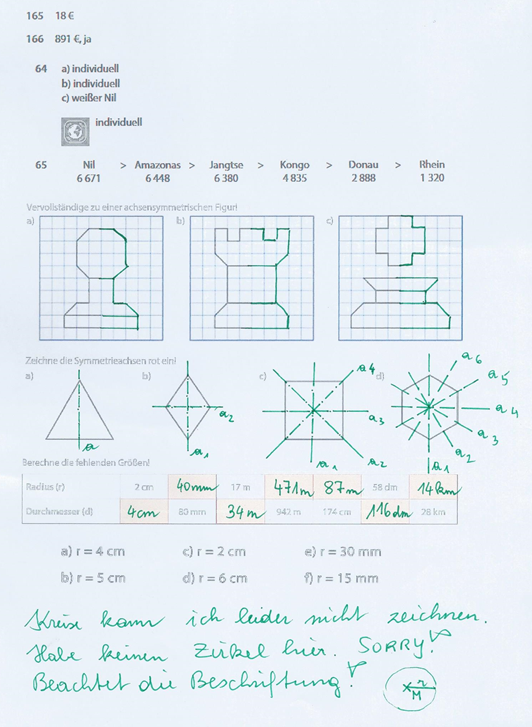 165 18 €
166 891 €, ja
64 a) individuell
b) individuell
c) weißer Nil
individuell
65 Nil > Amazonas > Jangtse > Kongo > Donau > Rhein
6 671 6 448 6 380 4 835 2 888 1 320
Vervollständige zu einer achsensymmetrischen Figur!
a) b) c)
Zeichne die Symmetrieachsen rot ein!
a) b) c) d)
a a1 a2 a1 a2 a3 a4 a1 a2 a3 a4 a5 a6
Berechne die fehlenden Größen!
Radius (r) 2 cm 40mm 17 m 471m 87m 58 dm 14km
Durchmesser (d) 4cm 80 mm 34m 942 m 174 cm 116dm 28 km
a) r = 4 cm c) r = 2 cm e) r = 30 mm
b) r = 5 cm d) r = 6 cm f) r = 15 mm
Kreise kann ich leider nicht zeichnen.
Habe keinen Zirkel hier. SORRY!
Beachtet die Beschriftung! M r